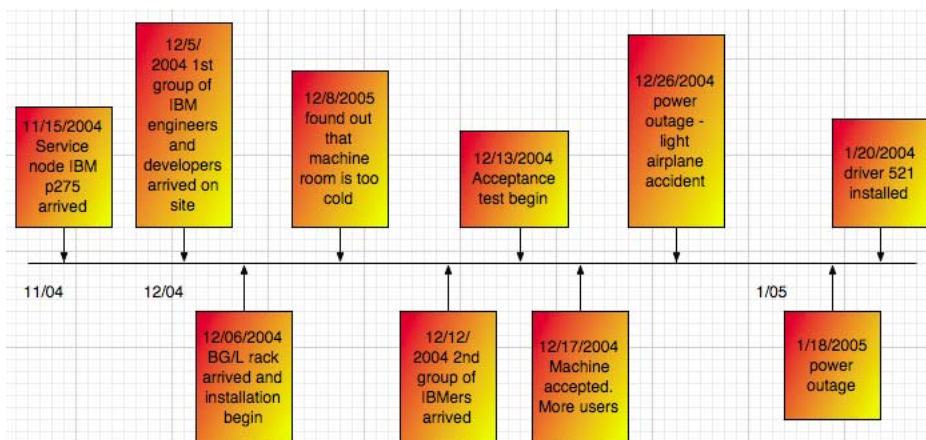 11/15/2004
Service
node IBM
p275
arrived
12/5/
2004 1st
group of
IBM
engineers
and
developers
arrived on
site
12/8/2005
found out
that
machine
room is too
cold
12/13/2004
Acceptance
test begin
12/26/2004
power
outage -
light
airplane
accident
1/20/2004
driver 521
installed
11/04
12/04
1/05
12/06/2004
BG/L rack
arrived and
installation
begin
12/12/
2004 2nd
group of
IBMers
arrived
12/17/2004
Machine
accepted.
More users
1/18/2005
power
outage